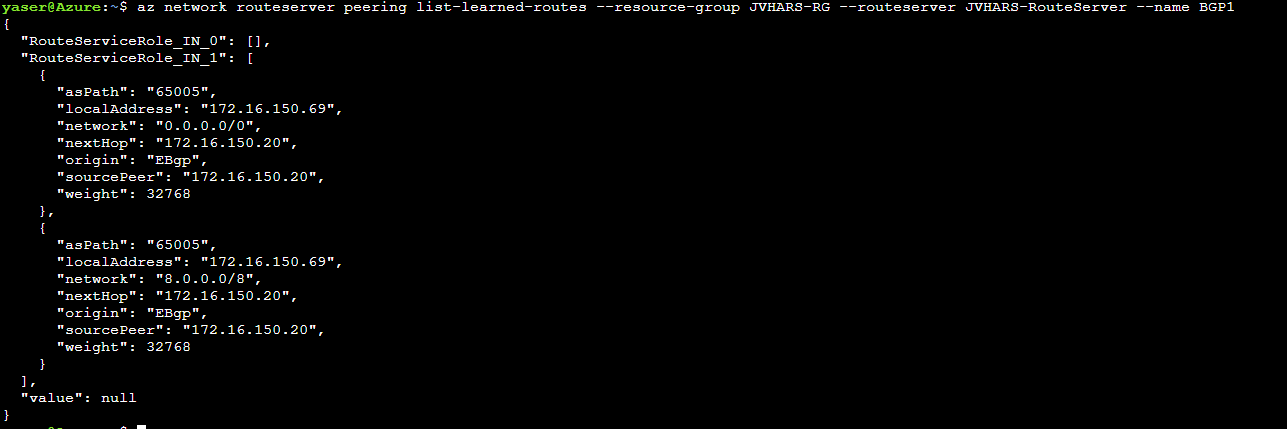 yaser@Azure:~$ az network routeserver peering list-learned-routes --resource-group JVHARS-RG --routeserver JVHARS-RouteServer --name BGP1
{
  "RouteServiceRole_IN_0": [],
  "RouteServiceRole_IN_1": [
    {
      "asPath": "65005",
      "localAddress": "172.16.150.69",
      "network": "0.0.0.0/0",
      "nextHop": "172.16.150.20",
      "origin": "EBgp",
      "sourcePeer": "172.16.150.20",
      "weight": 32768
    },
    {
      "asPath": "65005",
      "localAddress": "172.16.150.69",
      "network": "8.0.0.0/8",
      "nextHop": "172.16.150.20",
      "origin": "EBgp",
      "sourcePeer": "172.16.150.20",
      "weight": 32768
    }
  ],
  "value": null
}